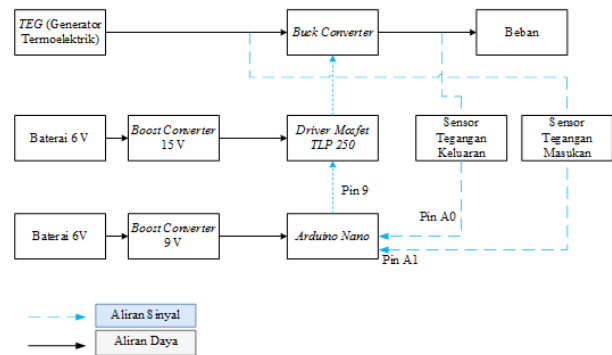 TEG (Generator
Termoelektrik)
Buck Converter
Beban
Baterai 6 V
Boost Converter
15 V
Driver Mosfet
TLP 250
Sensor
Tegangan
Keluaran
Sensor
Tegangan
Masukan
Pin 9
Baterai 6V
Boost Converter
9 V
Arduino Nano
Pin A0
Pin A1
Aliran Sinyal
Aliran Daya